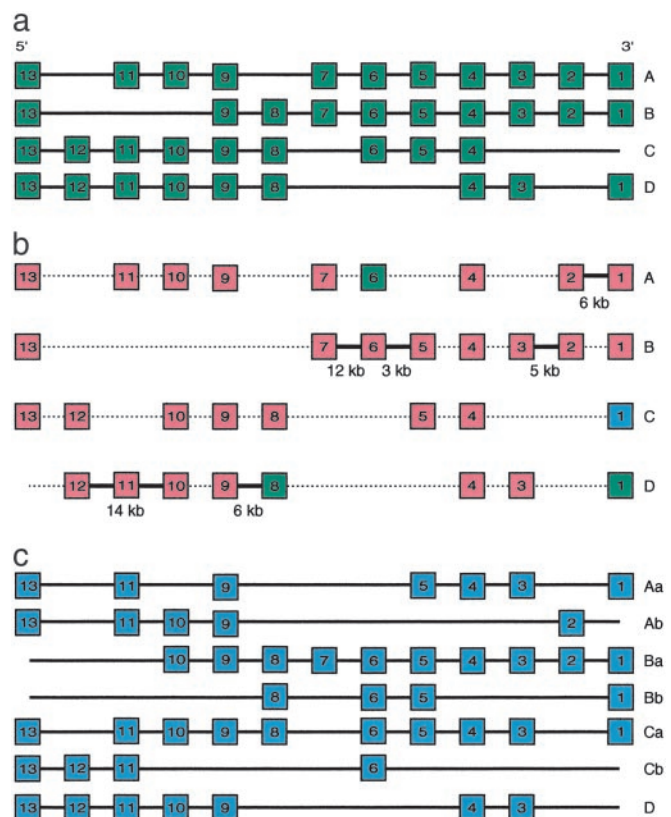 a
5' 3'
13 11 10 9 7 6 5 4 3 2 1 A
13 9 8 7 6 5 4 3 2 1 B
13 12 11 10 9 8 6 5 4 C
13 12 11 10 9 8 4 3 1 D
b
13 11 10 9 7 6 4 2 1 A
6 kb
13 7 6 5 4 3 2 1 B
12 kb 3 kb 5 kb
13 12 10 9 8 5 4 1 C
12 11 10 9 8 4 3 1 D
14 kb 6 kb
c
13 11 9 5 4 3 1 Aa
13 11 10 9 2 Ab
10 9 8 7 6 5 4 3 2 1 Ba
8 6 5 1 Bb
13 11 10 9 8 6 5 4 3 1 Ca
13 12 11 6 Cb
13 12 11 10 9 4 3 D